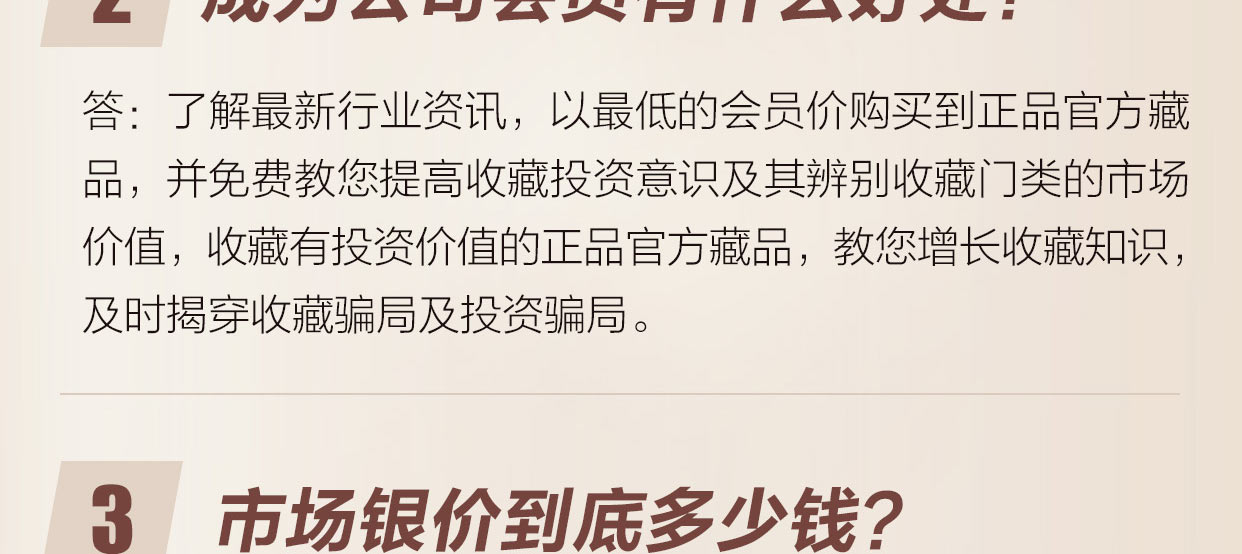 2 成为公司会员有什么好处?
答：了解最新行业资讯，以最低的会员价购买到正品官方藏
品，并免费教您提高收藏投资意识及其辨别收藏门类的市场
价值，收藏有投资价值的正品官方藏品，教您增长收藏知识，
及时揭穿收藏骗局及投资骗局。
3 市场银价到底多少钱?